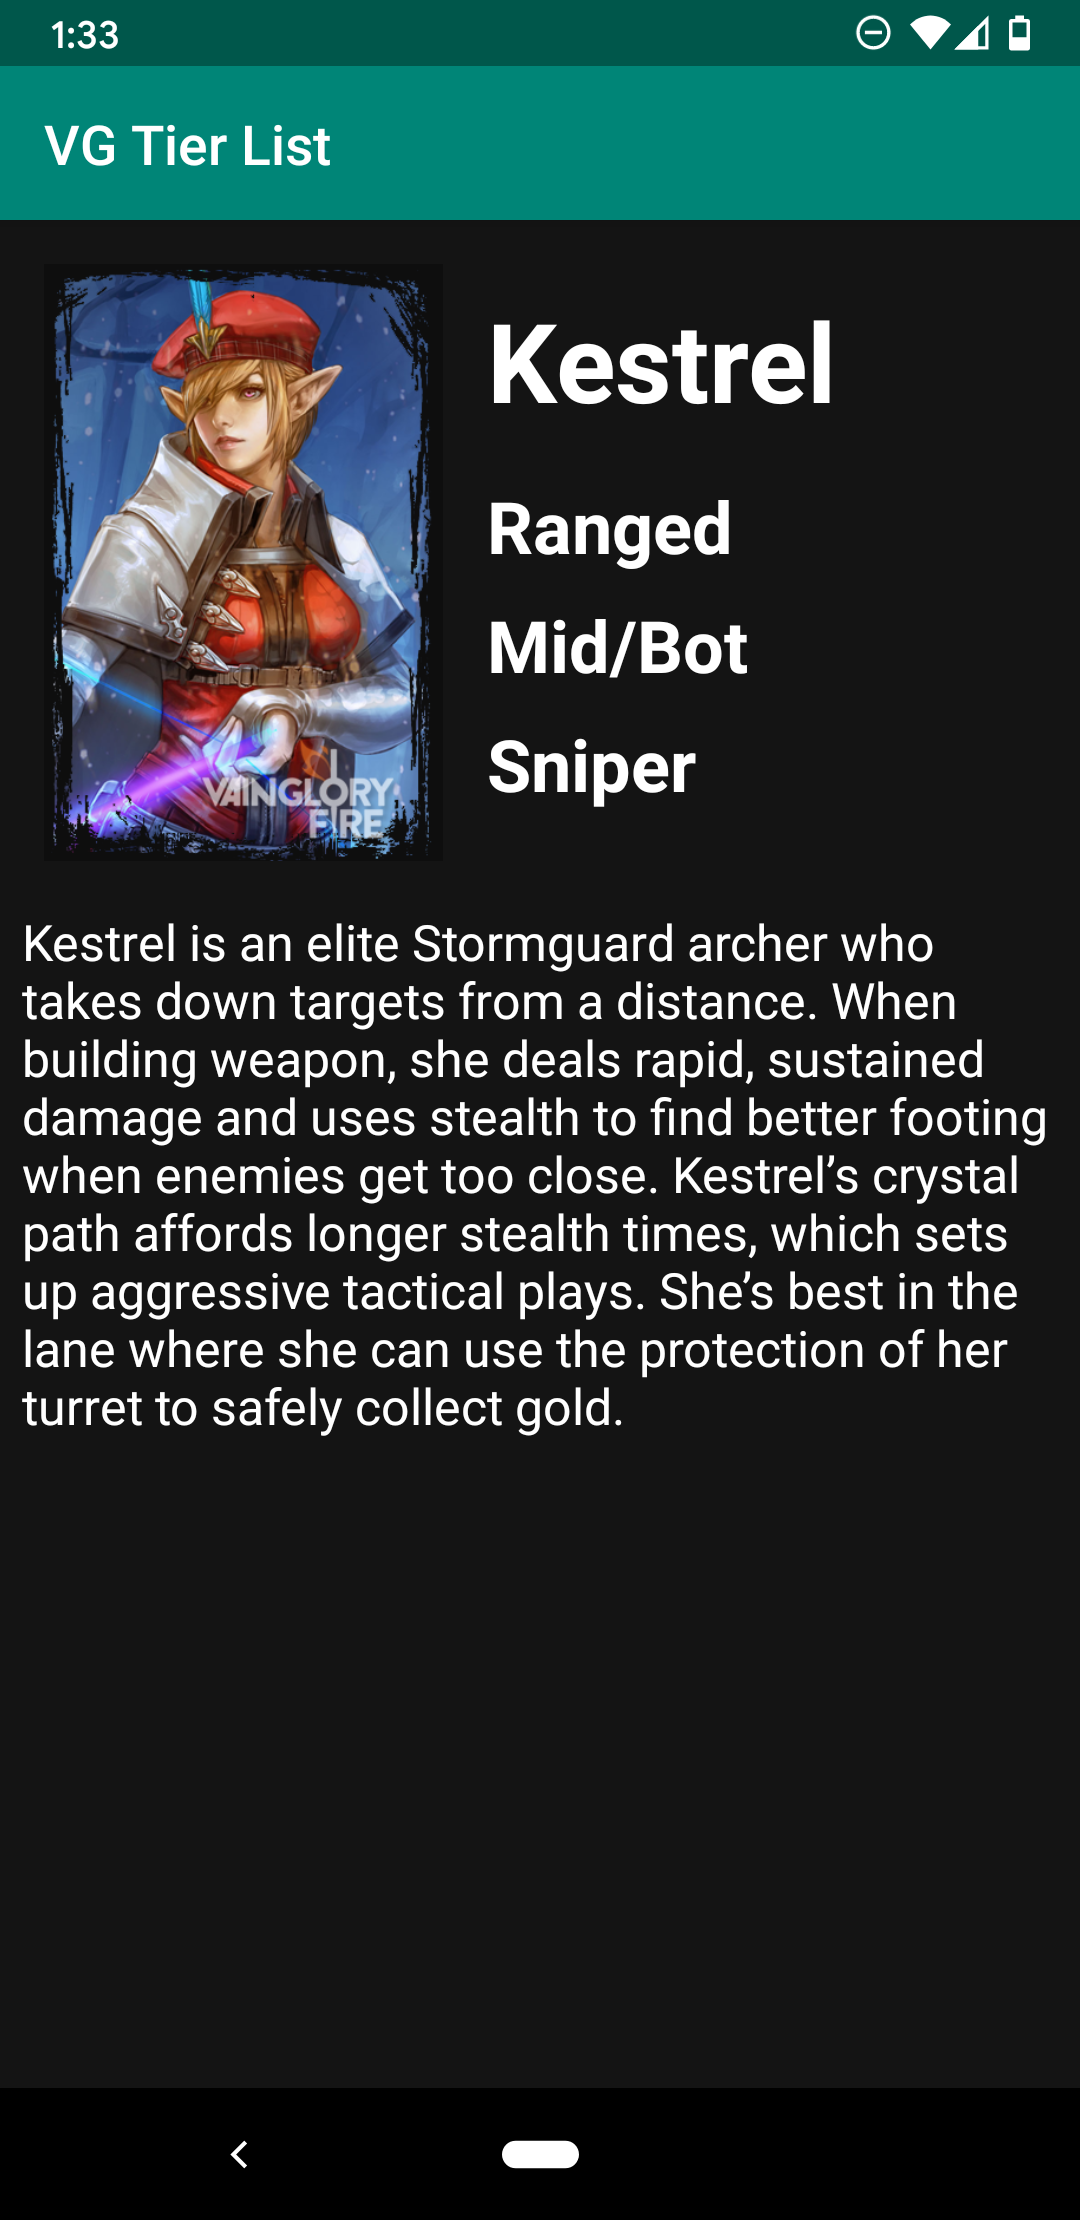 1:33
VG Tier List
Kestrel
Ranged
Mid/Bot
Sniper
VAINGLORY
FIRE
Kestrel is an elite Stormguard archer who
takes down targets from a distance. When
building weapon, she deals rapid, sustained
damage and uses stealth to find better footing
when enemies get too close. Kestrel’s crystal
path affords longer stealth times, which sets
up aggressive tactical plays. She’s best in the
lane where she can use the protection of her
turret to safely collect gold.